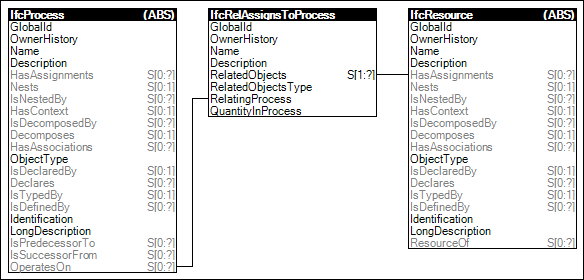 IfcProcess (ABS)
GlobalId
OwnerHistory
Name
Description
HasAssignments S[0:?]
Nests S[0:1]
IsNestedBy S[0:?]
HasContext S[0:1]
IsDecomposedBy S[0:?]
Decomposes S[0:1]
HasAssociations S[0:?]
ObjectType
IsDeclaredBy S[0:1]
Declares S[0:?]
IsTypedBy S[0:1]
IsDefinedBy S[0:?]
Identification
LongDescription
IsPredecessorTo S[0:?]
IsSuccessorFrom S[0:?]
OperatesOn S[0:?]
IfcRelAssignsToProcess
GlobalId
OwnerHistory
Name
Description
RelatedObjects S[1:?]
RelatedObjectsType
RelatingProcess
QuantityInProcess
IfcResource (ABS)
GlobalId
OwnerHistory
Name
Description
HasAssignments S[0:?]
Nests S[0:1]
IsNestedBy S[0:?]
HasContext S[0:1]
IsDecomposedBy S[0:?]
Decomposes S[0:1]
HasAssociations S[0:?]
ObjectType
IsDeclaredBy S[0:1]
Declares S[0:?]
IsTypedBy S[0:1]
IsDefinedBy S[0:?]
Identification
LongDescription
ResourceOf S[0:?]